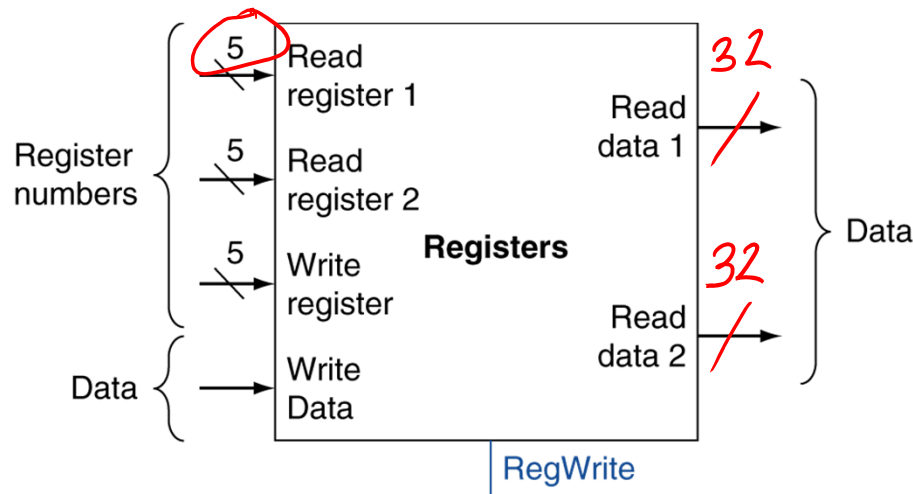 5
Read
register 1
32
Read
data 1
Register
numbers
5
Read
register 2
Data
Registers
5
Write
register
32
Read
data 2
Data
Write
Data
RegWrite